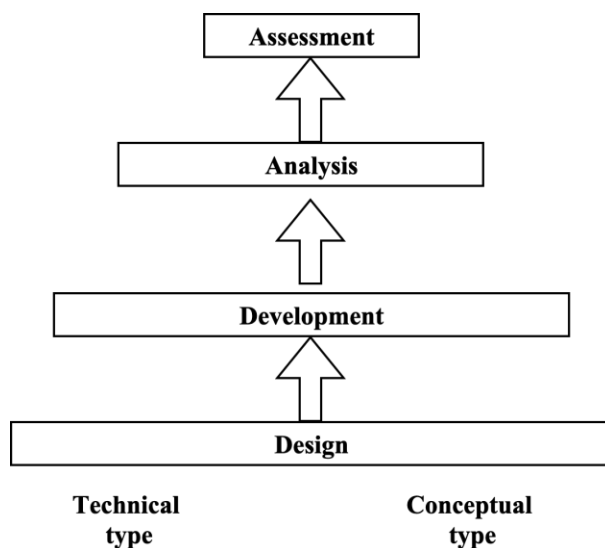 Assessment
Analysis
Development
Design
Technical
type
Conceptual
type